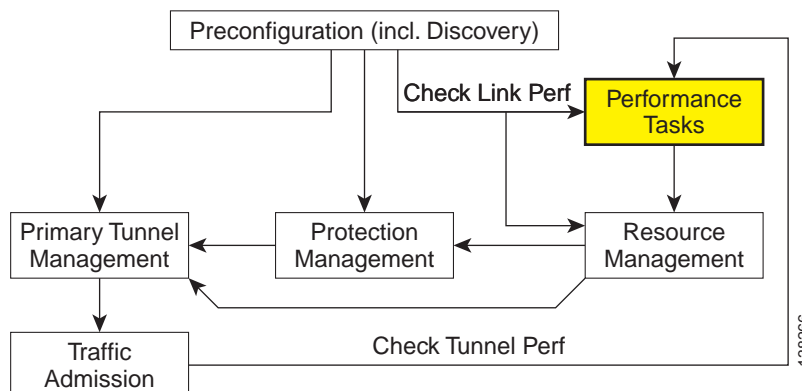 Preconfiguration (incl. Discovery)
Check Link Perf
Performance
Tasks
Primary Tunnel
Management
Protection
Management
Resource
Management
Traffic
Admission
Check Tunnel Perf